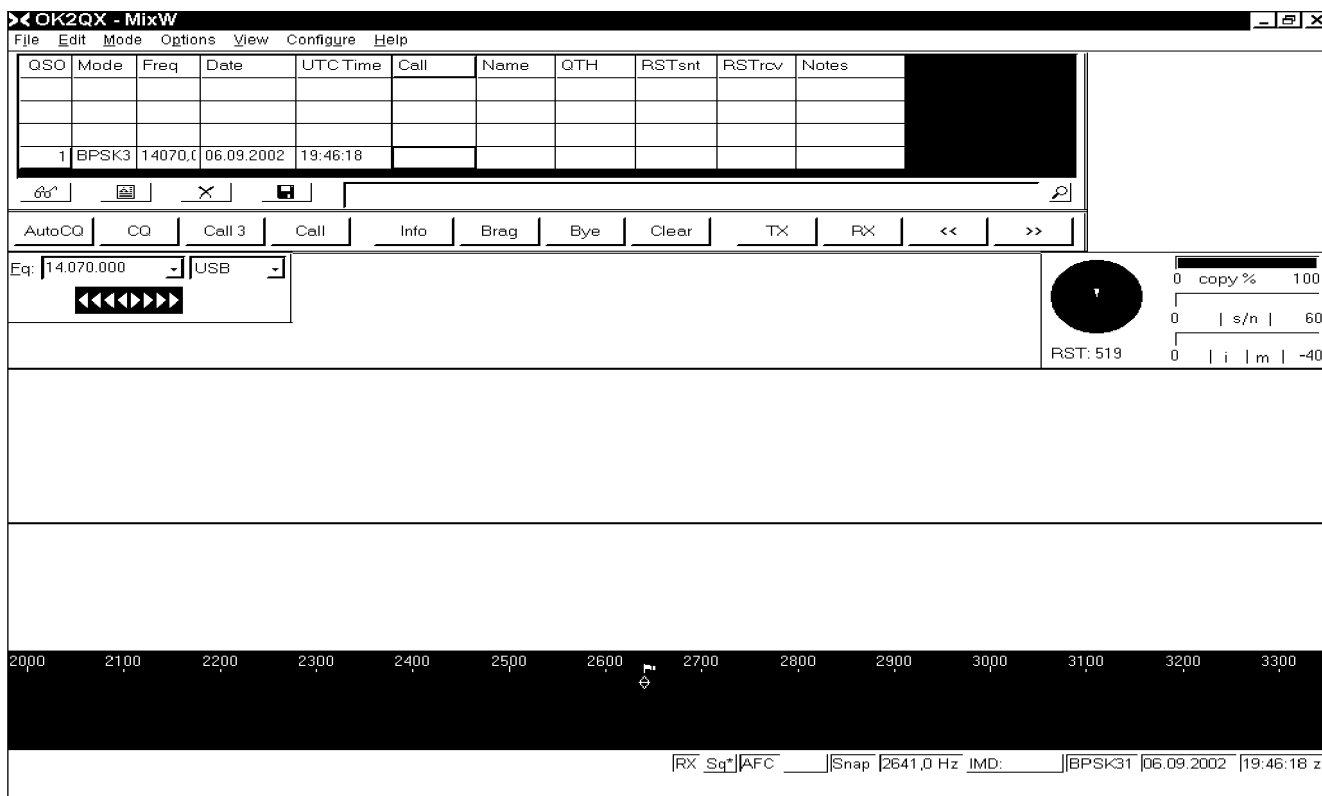 OK2QX - MixW
File Edit Mode Options View Configure Help
QSO Mode Freq Date UTC Time Call Name QTH RSTsnt RSTrcv Notes
1 BPSK3 14070,0 06.09.2002 19:46:18
AutoCQ CQ Call 3 Call Info Brag Bye Clear TX RX << >>
Fq: 14.070.000 USB
0 copy % 100
0 | s/n | 60
RST: 519 0 | i | m | -40
2000 2100 2200 2300 2400 2500 2600 2700 2800 2900 3000 3100 3200 3300
RX Sq* AFC Snap 2641,0 Hz IMD: BPSK31 06.09.2002 19:46:18 z